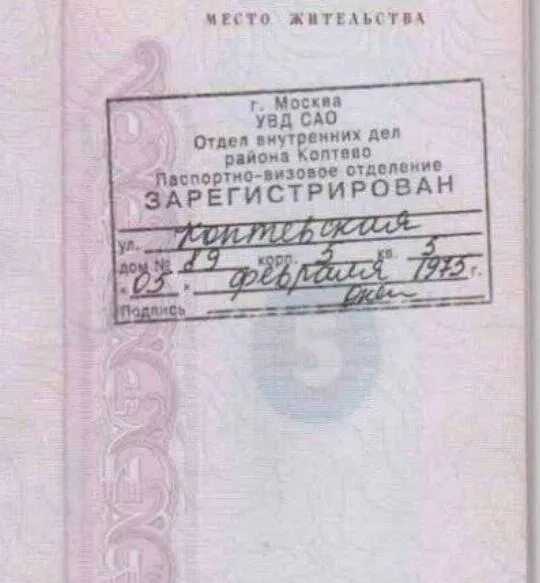 МЕСТО ЖИТЕЛЬСТВА
г. Москва
УВД САО
Отдел внутренних дел
района Коптево
Паспортно-визовое отделение
ЗАРЕГИСТРИРОВАН
ул. Коптевская
дом № 89 корп. 5 кв. 5
"05" февраля 1975 г.
Подпись
5